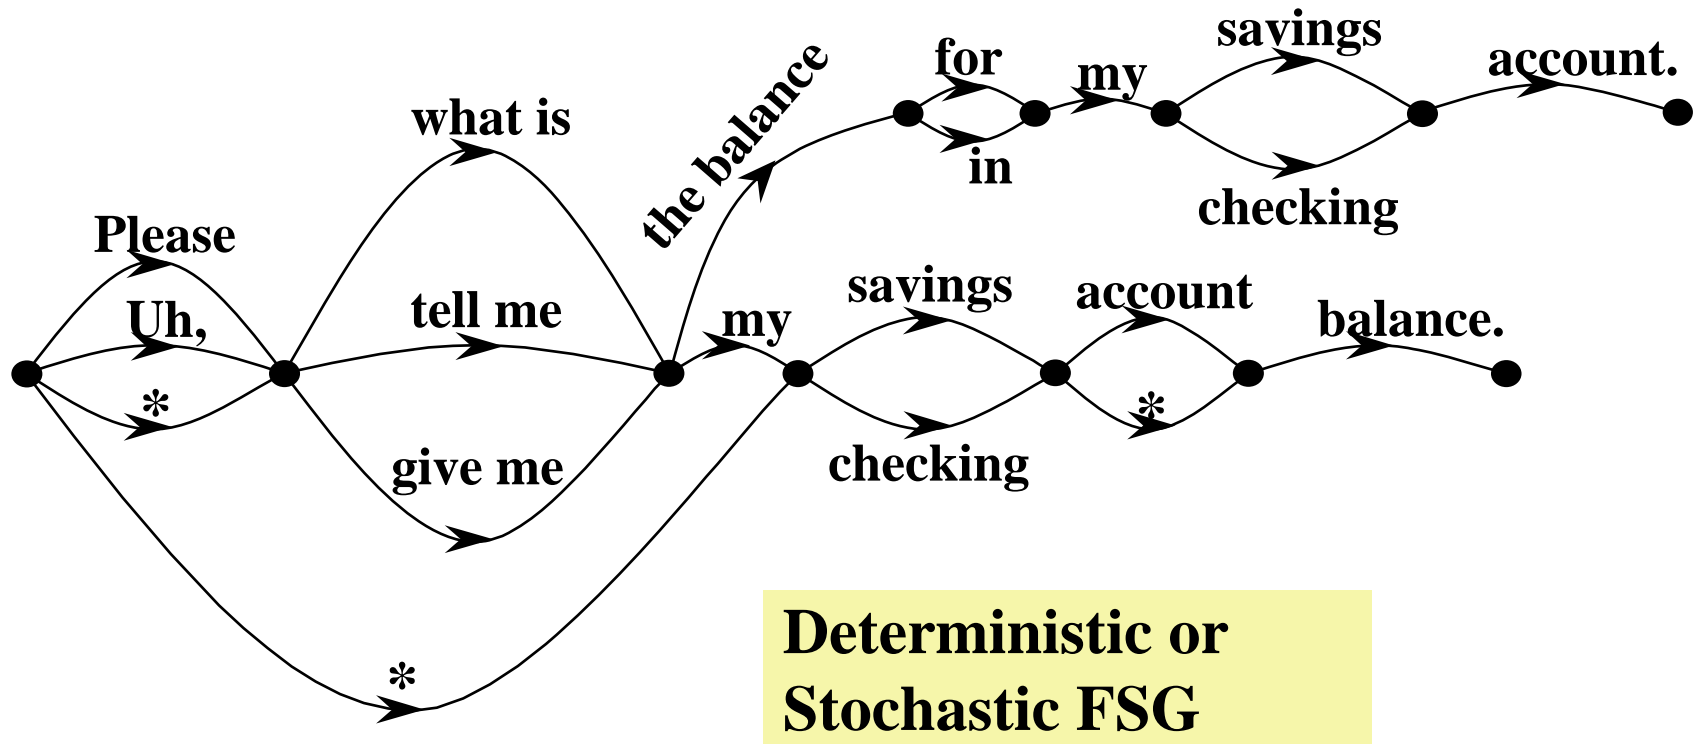 savings
for
my
account.
what is
the balance
in
checking
Please
savings
account
Uh,
tell me
my
balance.
*
*
give me
checking
*
Deterministic or
Stochastic FSG